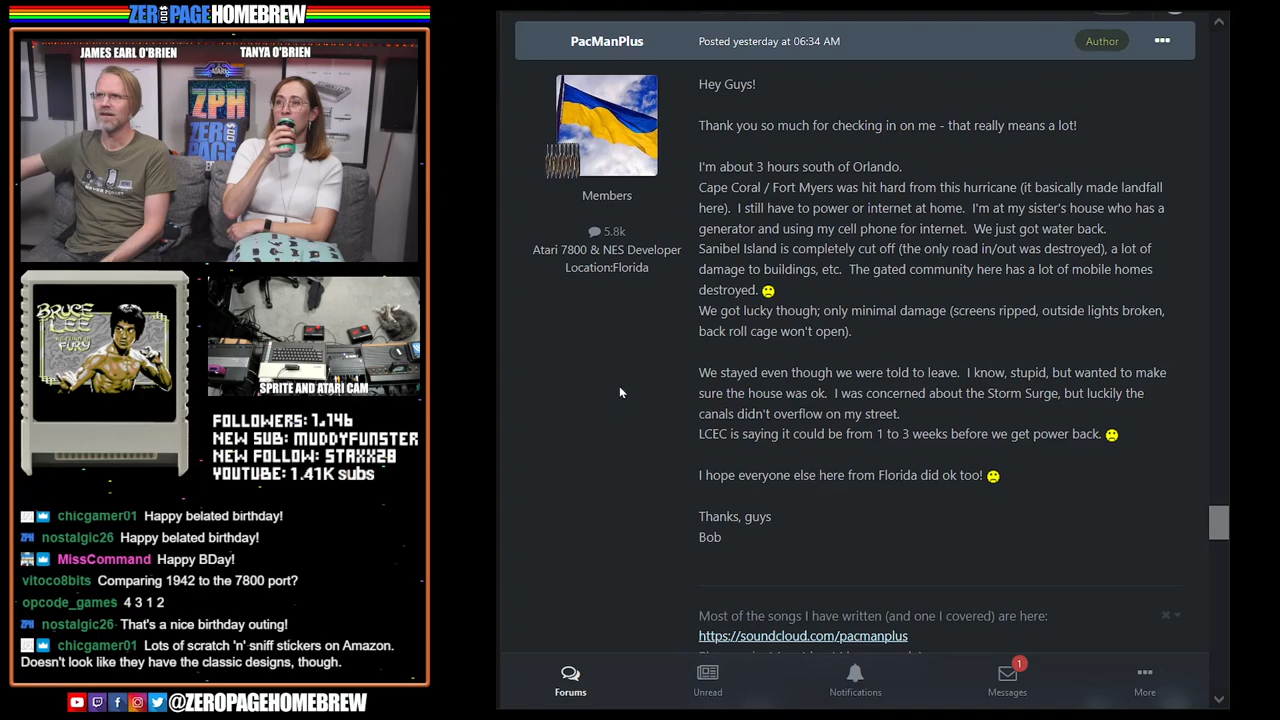 ZEROPAGE HOMEBREW
JAMES EARL O'BRIEN
TANYA O'BRIEN
ATARI
ZPH
NEVER FORGET
BRUCE
LEE
FURY
SPRITE AND ATARI CAM
FOLLOWERS: 1,146
NEW SUB: MUDDYFUNSTER
NEW FOLLOW: STAXX28
YOUTUBE: 1.41K subs
chicgamer01 Happy belated birthday!
nostalgic26 Happy belated birthday!
MissCommand Happy BDay!
vitoco8bits Comparing 1942 to the 7800 port?
opcode_games 4 3 1 2
nostalgic26 That's a nice birthday outing!
chicgamer01 Lots of scratch 'n' sniff stickers on Amazon.
Doesn't look like they have the classic designs, though.
@ZEROPAGEHOMEBREW
PacManPlus
Posted yesterday at 06:34 AM
Author
Members
5.8k
Atari 7800 & NES Developer
Location:Florida
Hey Guys!
Thank you so much for checking in on me - that really means a lot!
I'm about 3 hours south of Orlando.
Cape Coral / Fort Myers was hit hard from this hurricane (it basically made landfall
here). I still have to power or internet at home. I'm at my sister's house who has a
generator and using my cell phone for internet. We just got water back.
Sanibel Island is completely cut off (the only road in/out was destroyed), a lot of
damage to buildings, etc. The gated community here has a lot of mobile homes
destroyed.
We got lucky though; only minimal damage (screens ripped, outside lights broken,
back roll cage won't open).
We stayed even though we were told to leave. I know, stupid, but wanted to make
sure the house was ok. I was concerned about the Storm Surge, but luckily the
canals didn't overflow on my street.
LCEC is saying it could be from 1 to 3 weeks before we get power back.
I hope everyone else here from Florida did ok too!
Thanks, guys
Bob
Most of the songs I have written (and one I covered) are here:
https://soundcloud.com/pacmanplus
Forums
Unread
Notifications
1
Messages
More